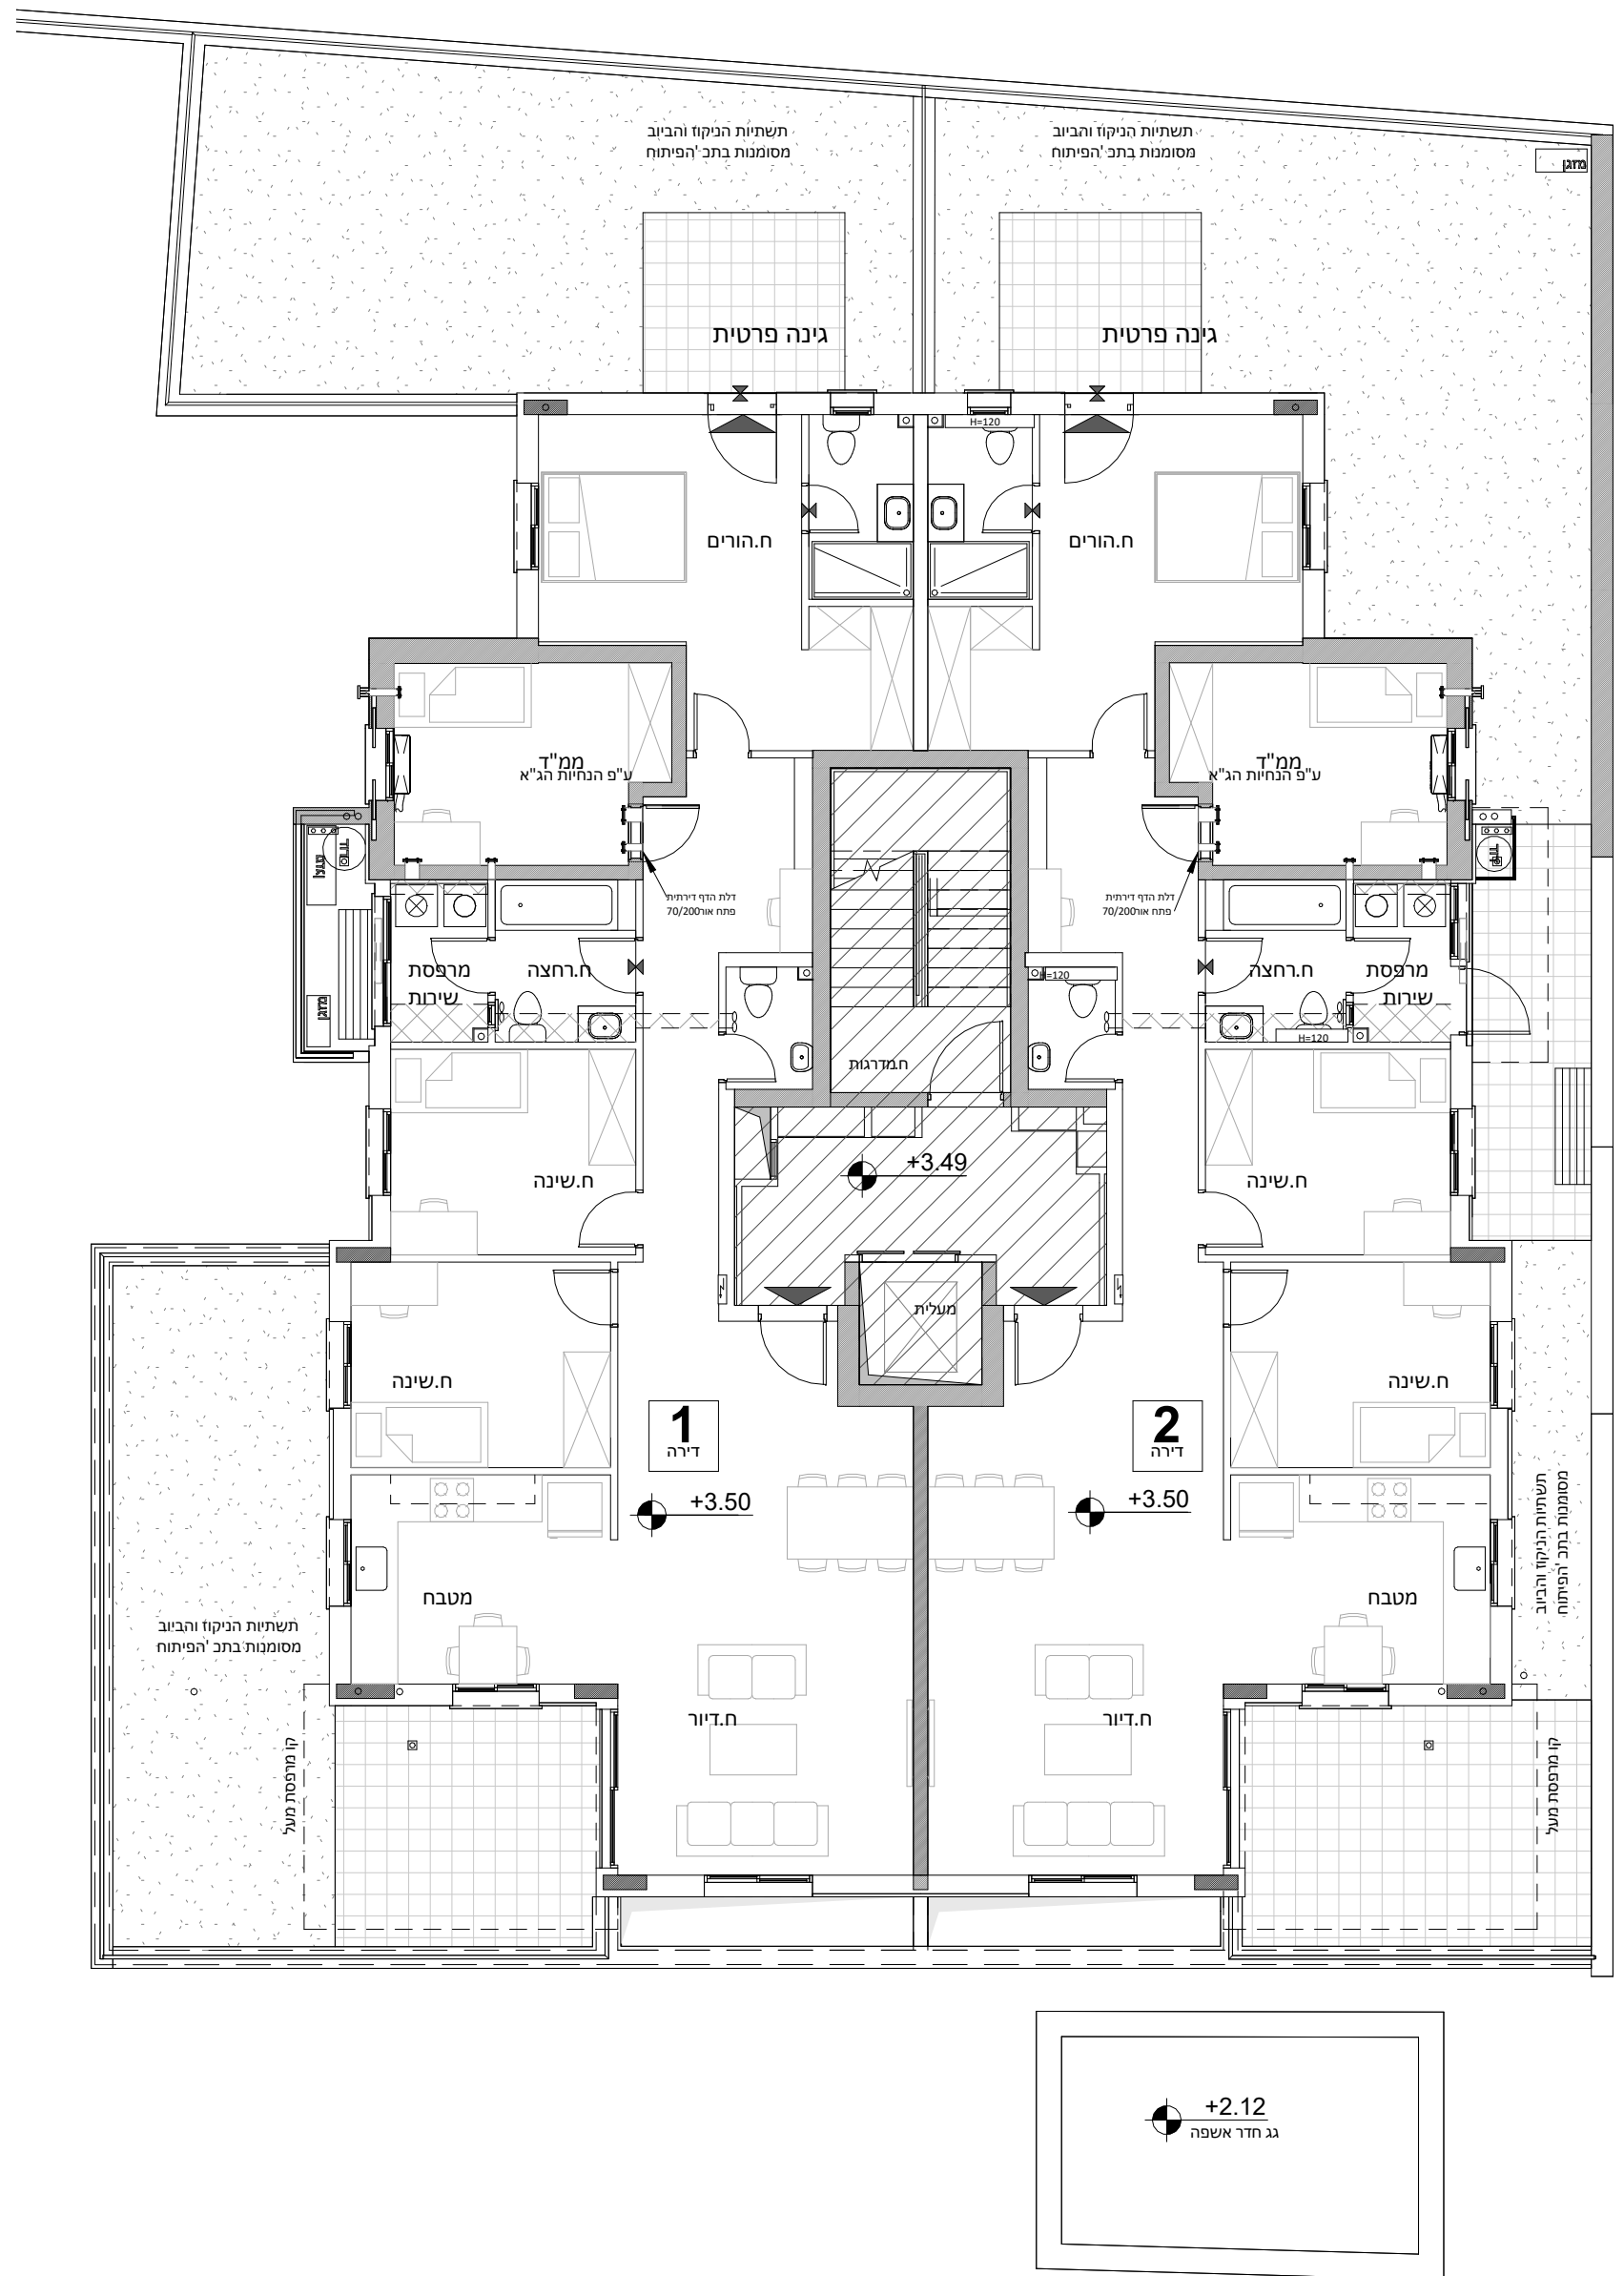 תשתיות הניקוז והביוב
מסומנות בתכ' הפיתוח
תשתיות הניקוז והביוב
מסומנות בתכ' הפיתוח
מזגן
גינה פרטית
גינה פרטית
H=120
ח.הורים
ח.הורים
ממ"ד
ע"פ הנחיות הג"א
ממ"ד
ע"פ הנחיות הג"א
דלת הדף דירתית
פתח אור70/200
דלת הדף דירתית
פתח אור70/200
מרפסת
שירות
ח.רחצה
H=120
ח.רחצה
מרפסת
שירות
מזגן
H=120
ח.מדרגות
+3.49
ח.שינה
ח.שינה
מעלית
ח.שינה
ח.שינה
1
דירה
2
דירה
+3.50
+3.50
מטבח
מטבח
תשתיות הניקוז והביוב
מסומנות בתכ' הפיתוח
תשתיות הניקוז והביוב
מסומנות בתכ' הפיתוח
ח.דיור
ח.דיור
קו מרפסת מעל
קו מרפסת מעל
+2.12
גג חדר אשפה